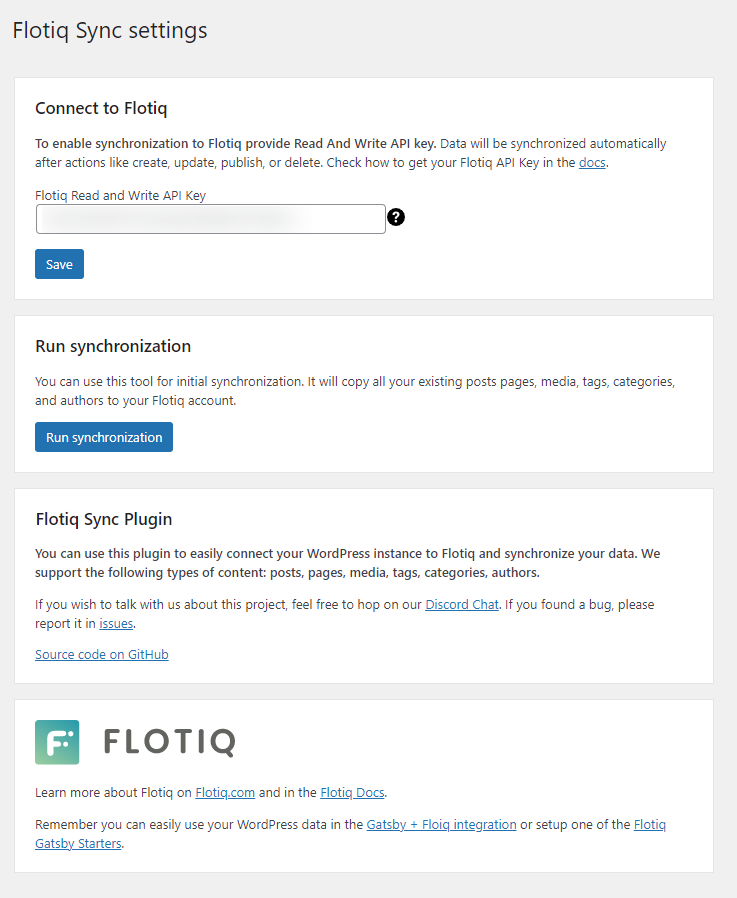 Flotiq Sync settings
Connect to Flotiq
To enable synchronization to Flotiq provide Read And Write API key. Data will be synchronized automatically
after actions like create, update, publish, or delete. Check how to get your Flotiq API Key in the docs.
Flotiq Read and Write API Key
?
Save
Run synchronization
You can use this tool for initial synchronization. It will copy all your existing posts pages, media, tags, categories,
and authors to your Flotiq account.
Run synchronization
Flotiq Sync Plugin
You can use this plugin to easily connect your WordPress instance to Flotiq and synchronize your data. We
support the following types of content: posts, pages, media, tags, categories, authors.
If you wish to talk with us about this project, feel free to hop on our Discord Chat. If you found a bug, please
report it in issues.
Source code on GitHub
FLOTIQ
Learn more about Flotiq on Flotiq.com and in the Flotiq Docs.
Remember you can easily use your WordPress data in the Gatsby + Floiq integration or setup one of the Flotiq
Gatsby Starters.